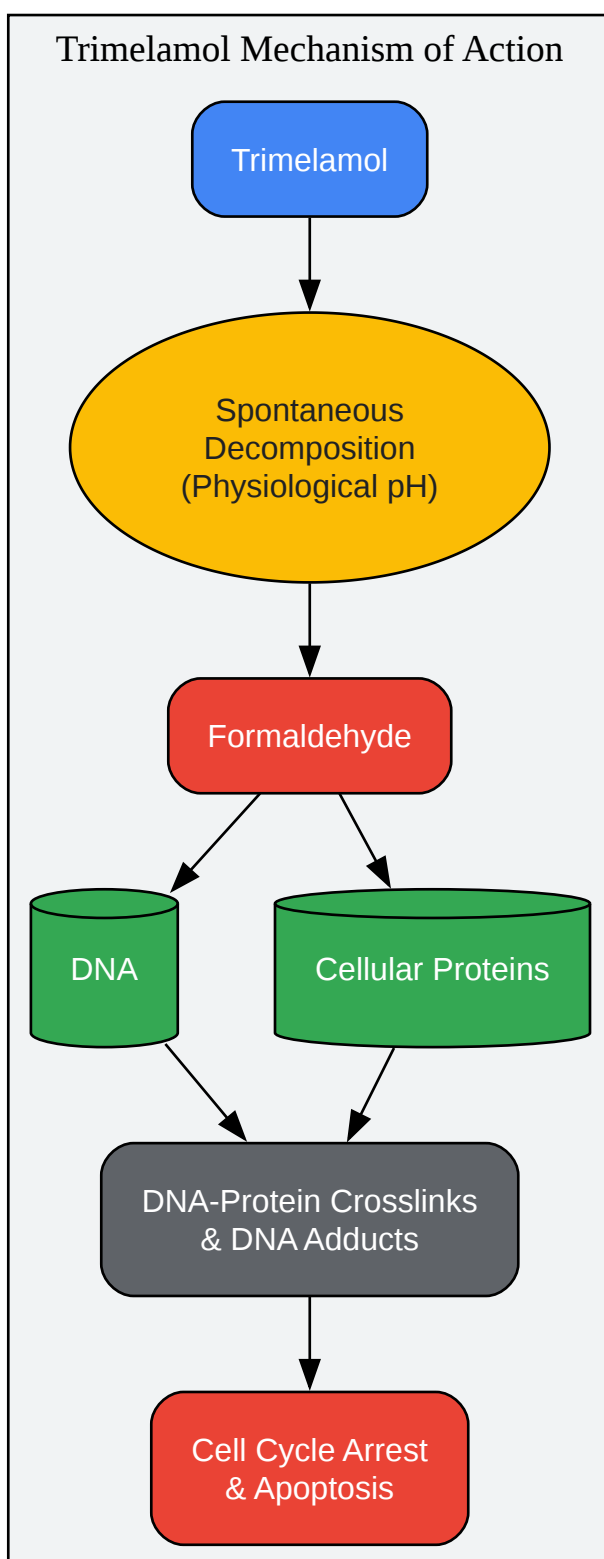 Trimelamol Mechanism of Action
Trimelamol
Spontaneous
Decomposition
(Physiological pH)
Formaldehyde
DNA
Cellular Proteins
DNA-Protein Crosslinks
& DNA Adducts
Cell Cycle Arrest
& Apoptosis